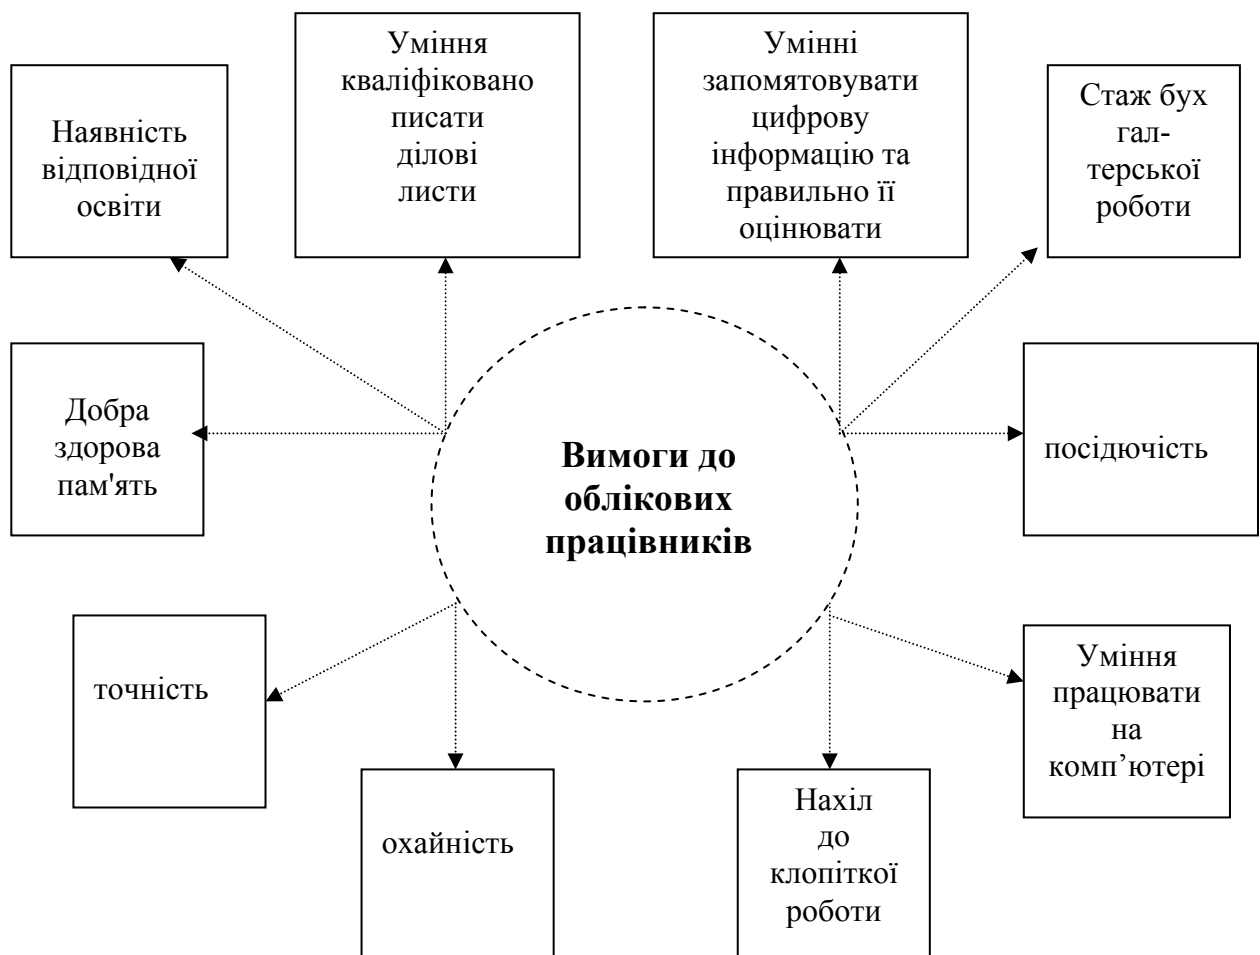 Наявність
відповідної
освіти
Уміння
кваліфіковано
писати
ділові
листи
Умінні
запомятовувати
цифрову
інформацію та
правильно її
оцінювати
Стаж бух
гал-
терської
роботи
Добра
здорова
пам'ять
Вимоги до
облікових
працівників
посідючість
точність
охайність
Нахіл
до
клопіткої
роботи
Уміння
працювати
на
комп’ютері